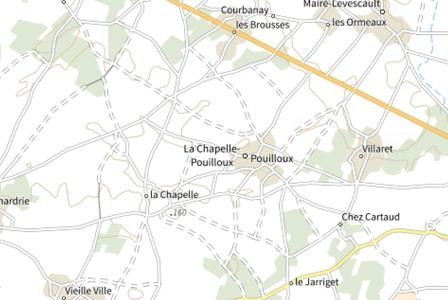 Courbanay
Maire-Levescault
les Brousses
les Ormeaux
La Chapelle-
Pouilloux
Pouilloux
Villaret
la Chapelle
nardrie
160
Chez Cartaud
le Jarriget
Vieille Ville